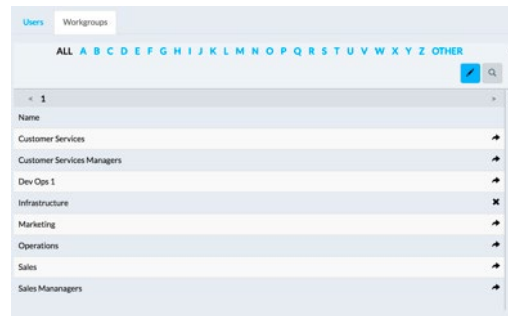 Users Workgroups
ALL A B C D E F G H I J K L M N O P Q R S T U V W X Y Z OTHER
< 1 >
Name
Customer Services
Customer Services Managers
Dev Ops 1
Infrastructure
Marketing
Operations
Sales
Sales Mananagers